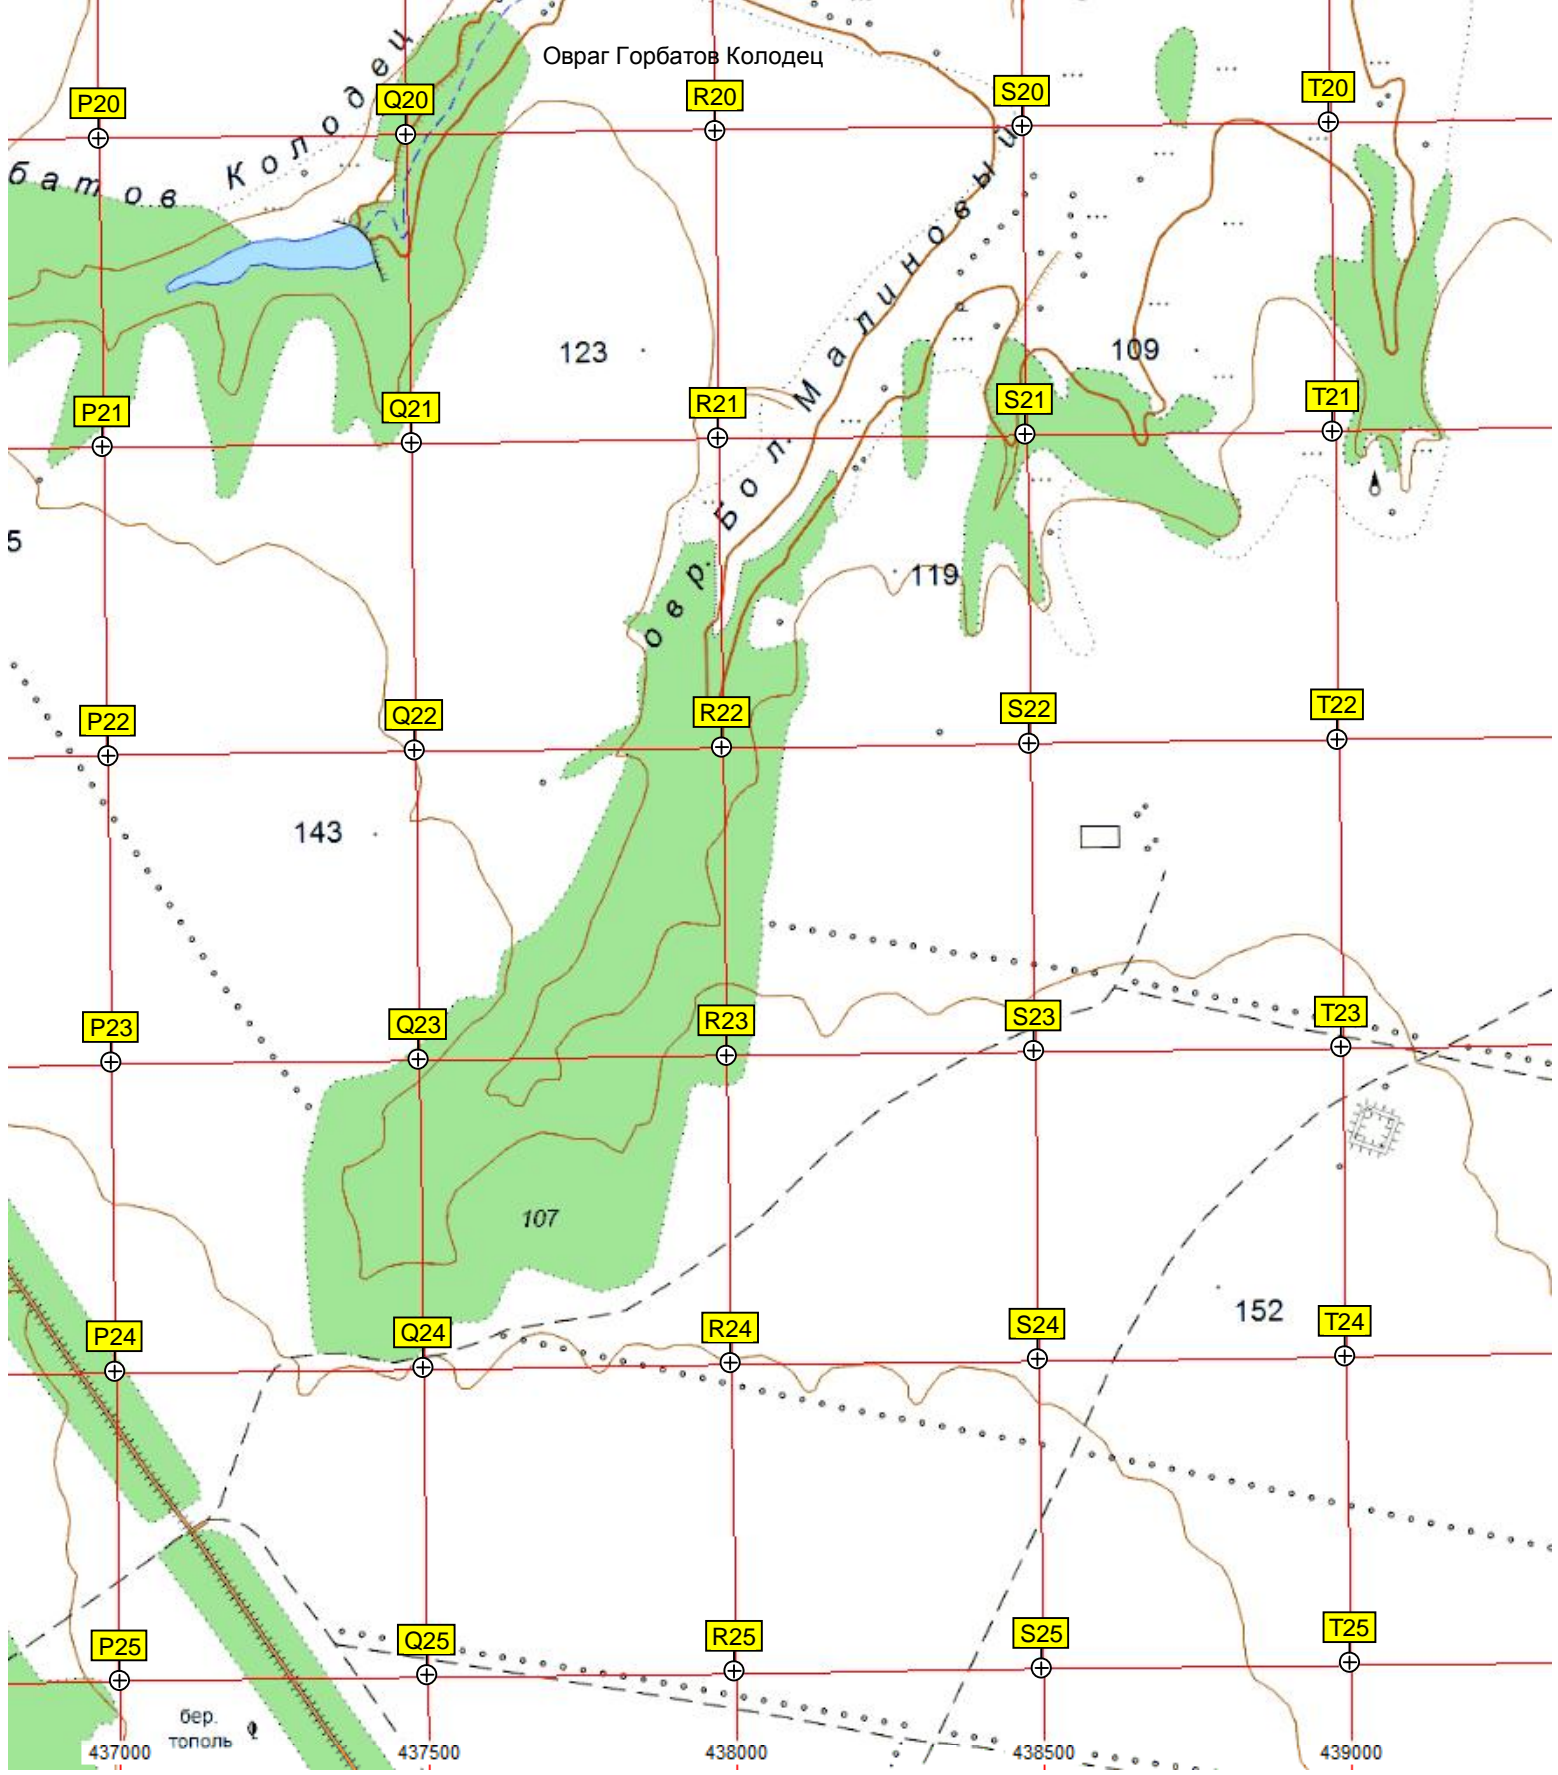 Овраг Горбатов Колодец
P20
Q20
R20
S20
T20
батов Колодец
123
109
P21
Q21
R21
S21
T21
овр. Бол. Малиновый
5
119
P22
Q22
R22
S22
T22
143
P23
Q23
R23
S23
T23
107
152
P24
Q24
R24
S24
T24
P25
Q25
R25
S25
T25
бер.
тополь
437000
437500
438000
438500
439000